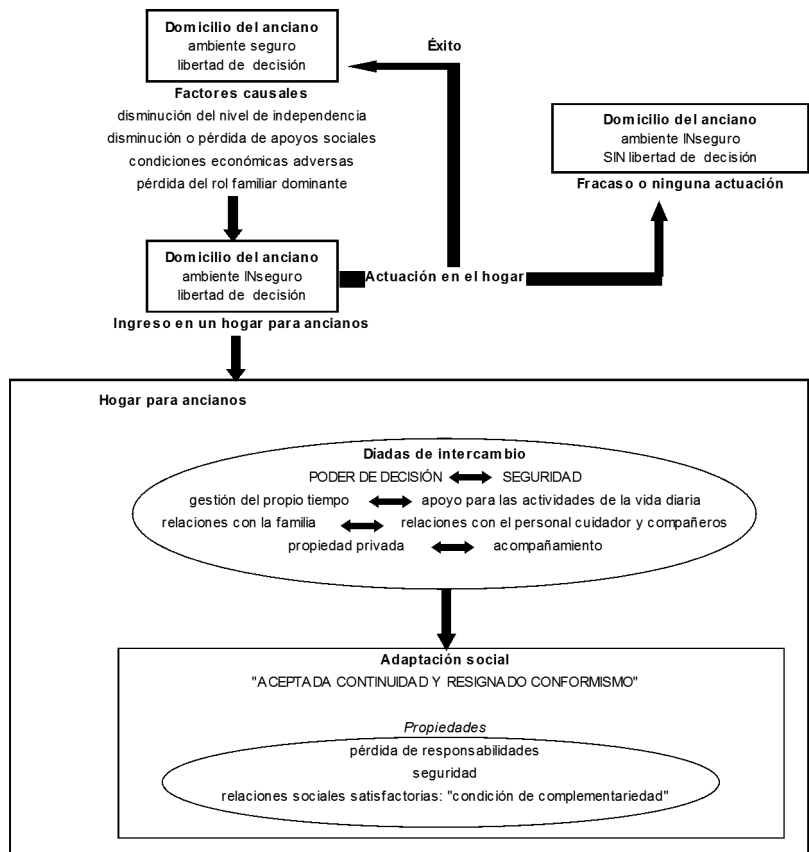 Domicilio del anciano
ambiente seguro
libertad de decisión
Éxito
Factores causales
disminución del nivel de independencia
disminución o pérdida de apoyos sociales
condiciones económicas adversas
pérdida del rol familiar dominante
Domicilio del anciano
ambiente INseguro
SIN libertad de decisión
Fracaso o ninguna actuación
Domicilio del anciano
ambiente INseguro
libertad de decisión
Actuación en el hogar
Ingreso en un hogar para ancianos
Hogar para ancianos
Díadas de intercambio
PODER DE DECISIÓN SEGURIDAD
gestión del propio tiempo apoyo para las actividades de la vida diaria
relaciones con la familia relaciones con el personal cuidador y compañeros
propiedad privada acompañamiento
Adaptación social
"ACEPTADA CONTINUIDAD Y RESIGNADO CONFORMISMO"
Propiedades
pérdida de responsabilidades
seguridad
relaciones sociales satisfactorias: "condición de complementariedad"